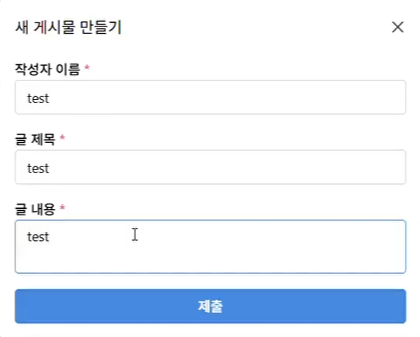 새 게시물 만들기
작성자 이름 *
test
글 제목 *
test
글 내용 *
test
제출